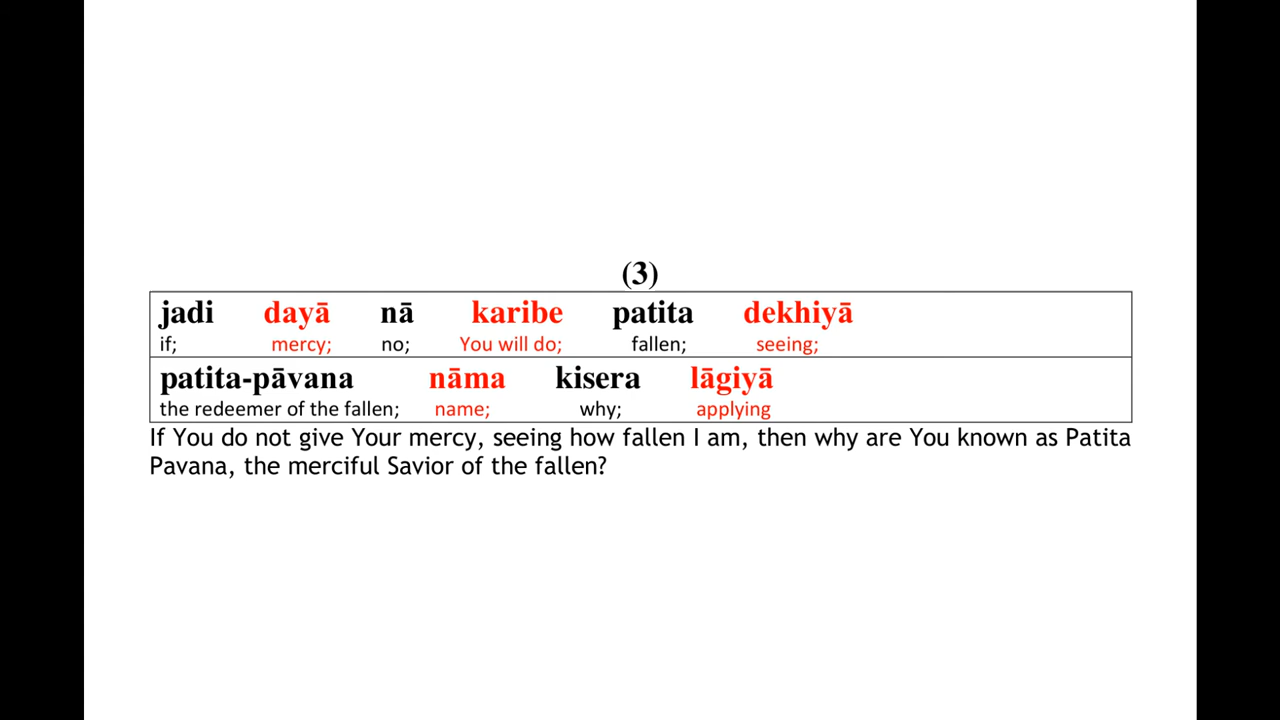 (3)
jadi dayā nā karibe patita dekhiyā
if; mercy; no; You will do; fallen; seeing;
patita-pāvana nāma kisera lāgiyā
the redeemer of the fallen; name; why; applying
If You do not give Your mercy, seeing how fallen I am, then why are You known as Patita
Pavana, the merciful Savior of the fallen?